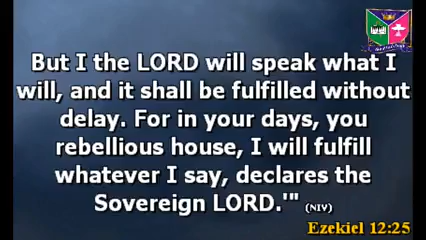 But I the LORD will speak what I
will, and it shall be fulfilled without
delay. For in your days, you
rebellious house, I will fulfill
whatever I say, declares the
Sovereign LORD.'" (NIV)
Ezekiel 12:25